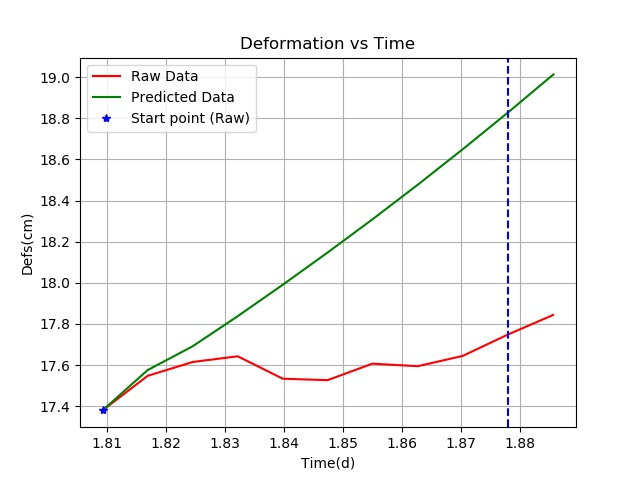 Deformation vs Time
Raw Data
Predicted Data
Start point (Raw)
19.0
18.8
18.6
18.4
18.2
18.0
17.8
17.6
17.4
Defs(cm)
1.81 1.82 1.83 1.84 1.85 1.86 1.87 1.88
Time(d)